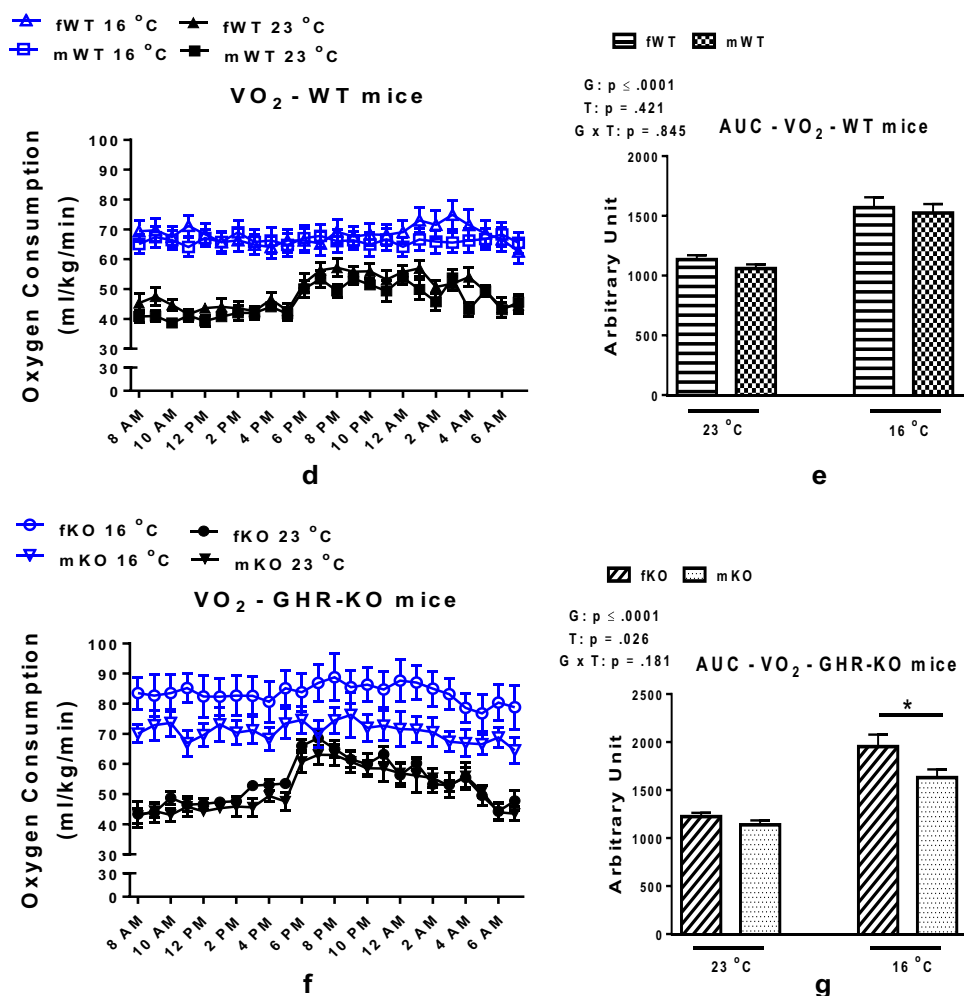 fWT 16 °C fWT 23 °C
mWT 16 °C mWT 23 °C
VO2 - WT mice
Oxygen Consumption
(ml/kg/min)
100
90
80
70
60
50
40
30
30
0
8 AM
10 AM
12 PM
2 PM
4 PM
6 PM
8 PM
10 PM
12 AM
2 AM
4 AM
6 AM
d
fWT mWT
G: p ≤ .0001
T: p = .421
G x T: p = .845
AUC - VO2 - WT mice
Arbitrary Unit
2000
1500
1000
500
0
23 °C
16 °C
e
fKO 16 °C fKO 23 °C
mKO 16 °C mKO 23 °C
VO2 - GHR-KO mice
Oxygen Consumption
(ml/kg/min)
100
90
80
70
60
50
40
30
30
0
8 AM
10 AM
12 PM
2 PM
4 PM
6 PM
8 PM
10 PM
12 AM
2 AM
4 AM
6 AM
f
fKO mKO
G: p ≤ .0001
T: p = .026
G x T: p = .181
AUC - VO2 - GHR-KO mice
Arbitrary Unit
2500
2000
1500
1000
500
0
*
23 °C
16 °C
g